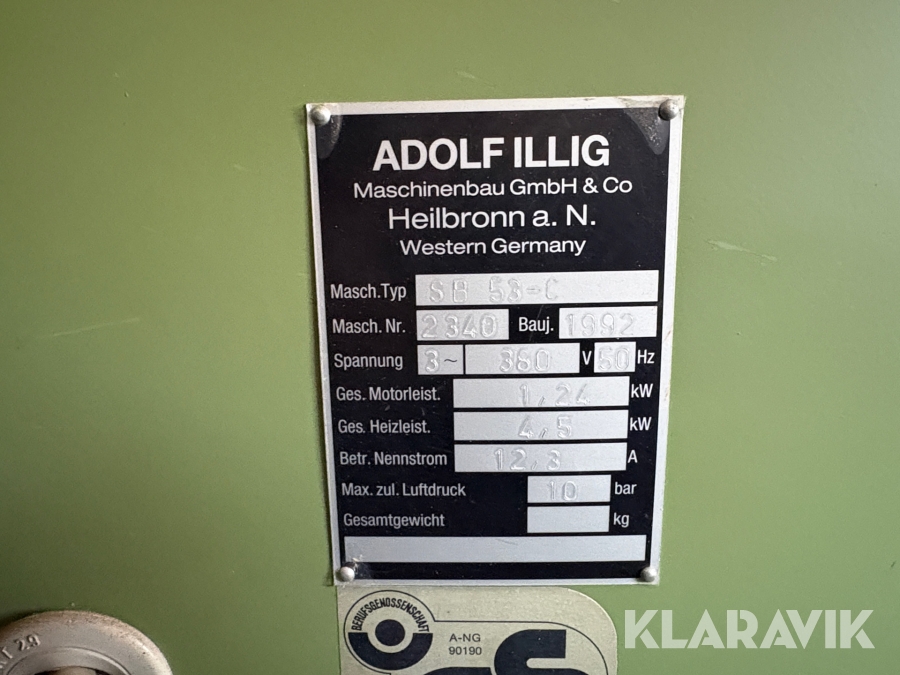 ADOLF ILLIG
Maschinenbau GmbH & Co
Heilbronn a. N.
Western Germany
Masch.Typ SB 53-C
Masch. Nr. 2340 Bauj. 1992
Spannung 3~ 380 V 50 Hz
Ges. Motorleist. 1,24 kW
Ges. Heizleist. 4,5 kW
Betr. Nennstrom 12,3 A
Max. zul. Luftdruck 10 bar
Gesamtgewicht kg
BERUFSGENOSSENSCHAFT
A-NG
90190
KLARAVIK